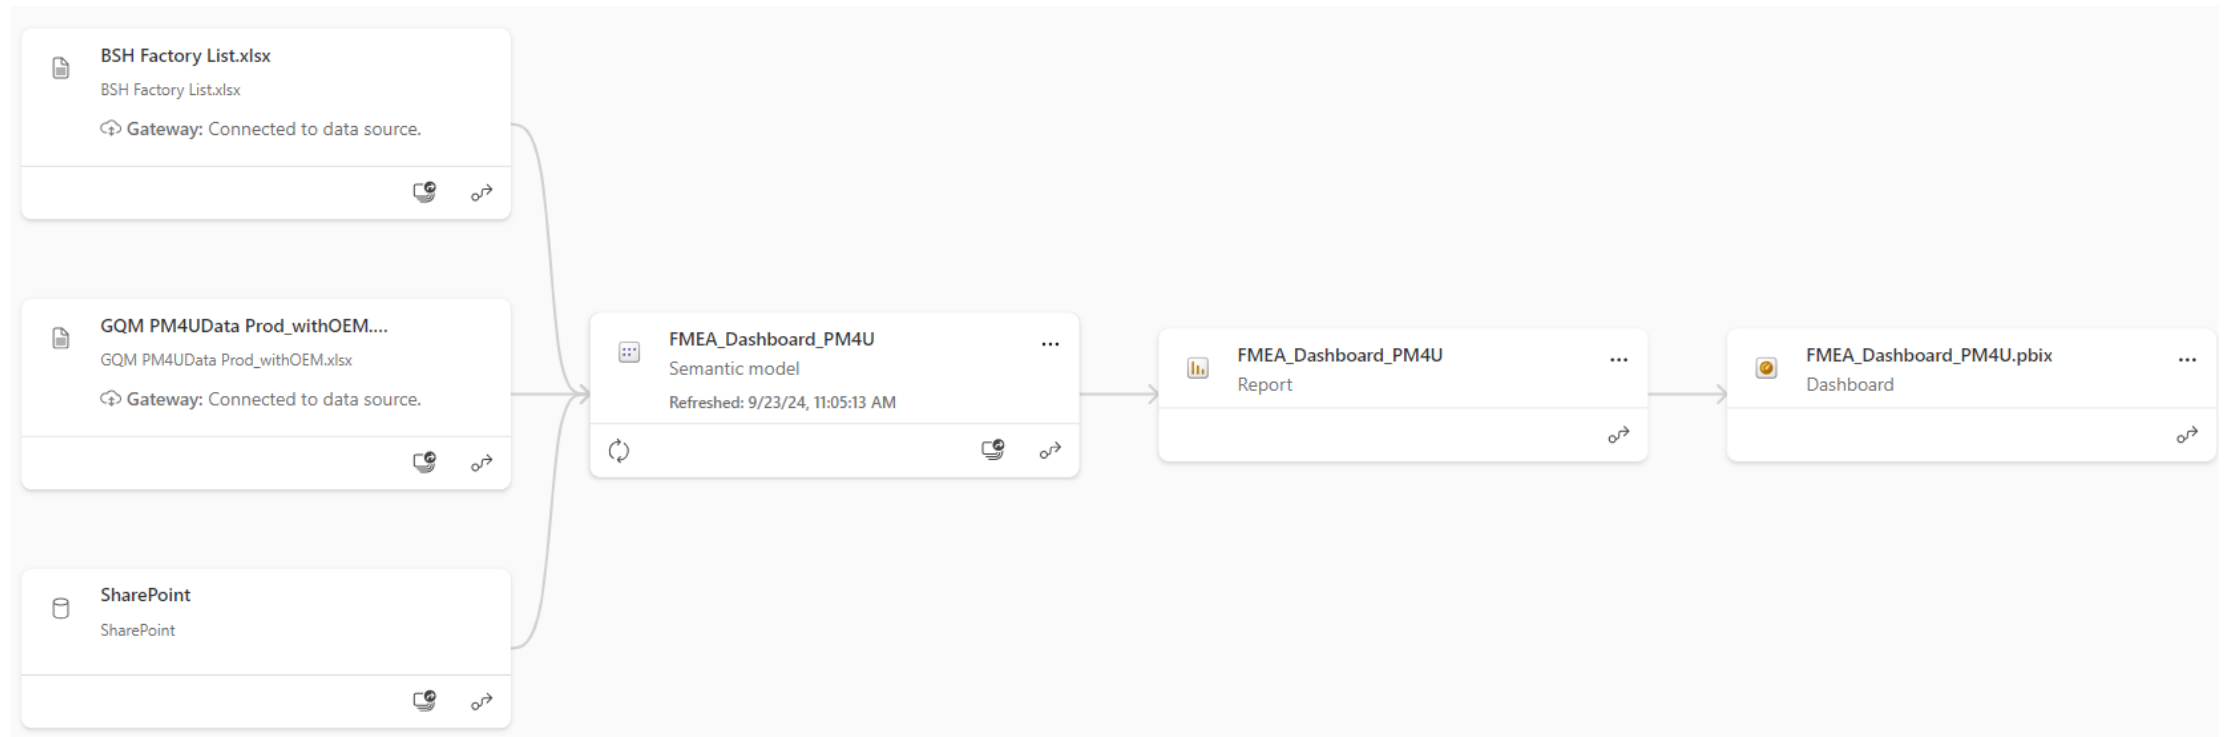 BSH Factory List.xlsx
BSH Factory List.xlsx
Gateway: Connected to data source.
GQM PM4UData Prod_withOEM....
GQM PM4UData Prod_withOEM.xlsx
Gateway: Connected to data source.
SharePoint
SharePoint
FMEA_Dashboard_PM4U
Semantic model
Refreshed: 9/23/24, 11:05:13 AM
FMEA_Dashboard_PM4U
Report
FMEA_Dashboard_PM4U.pbix
Dashboard